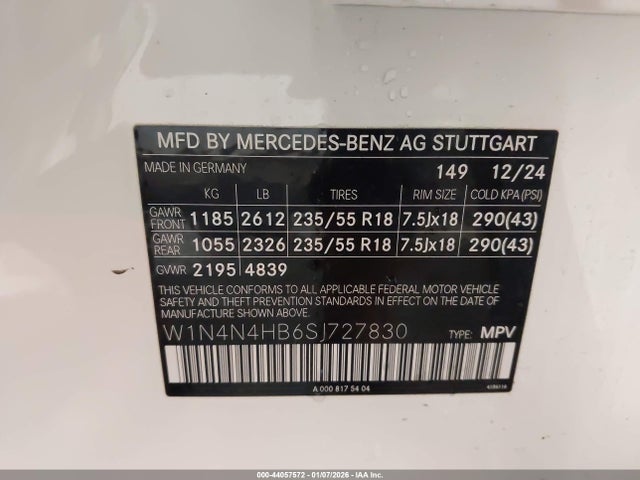 MFD BY MERCEDES-BENZ AG STUTTGART
MADE IN GERMANY 149 12/24
KG LB TIRES RIM SIZE COLD KPA(PSI)
GAWR FRONT 1185 2612 235/55 R18 7.5Jx18 290(43)
GAWR REAR 1055 2326 235/55 R18 7.5Jx18 290(43)
GVWR 2195 4839
THIS VEHICLE CONFORMS TO ALL APPLICABLE FEDERAL MOTOR VEHICLE
SAFETY AND THEFT PREVENTION STANDARDS IN EFFECT ON THE DATE
OF MANUFACTURE SHOWN ABOVE.
W1N4N4HB6SJ727830 TYPE: MPV
A 000 817 54 04
000-44057572 - 01/07/2026 - IAAI.COM